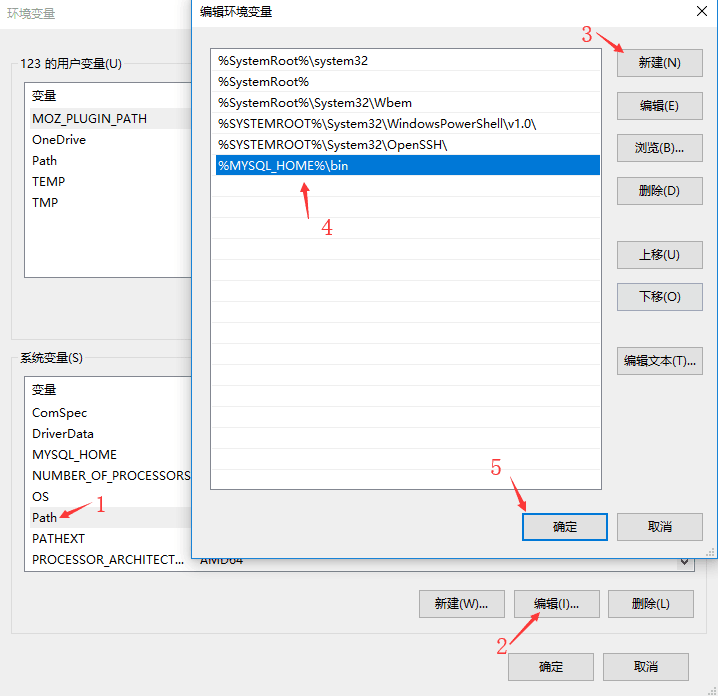 环境变量
编辑环境变量
3
123 的用户变量(U)
变量
MOZ_PLUGIN_PATH
OneDrive
Path
TEMP
TMP
%SystemRoot%\system32
%SystemRoot%
%SystemRoot%\System32\Wbem
%SYSTEMROOT%\System32\WindowsPowerShell\v1.0\
%SYSTEMROOT%\System32\OpenSSH\
%MYSQL_HOME%\bin
4
新建(N)
编辑(E)
浏览(B)...
删除(D)
上移(U)
下移(O)
编辑文本(T)...
5
确定
取消
系统变量(S)
变量
ComSpec
DriverData
MYSQL_HOME
NUMBER_OF_PROCESSORS
OS
Path
1
PATHEXT
PROCESSOR_ARCHITECT... AMD64
新建(W)...
编辑(I)...
删除(L)
2
确定
取消